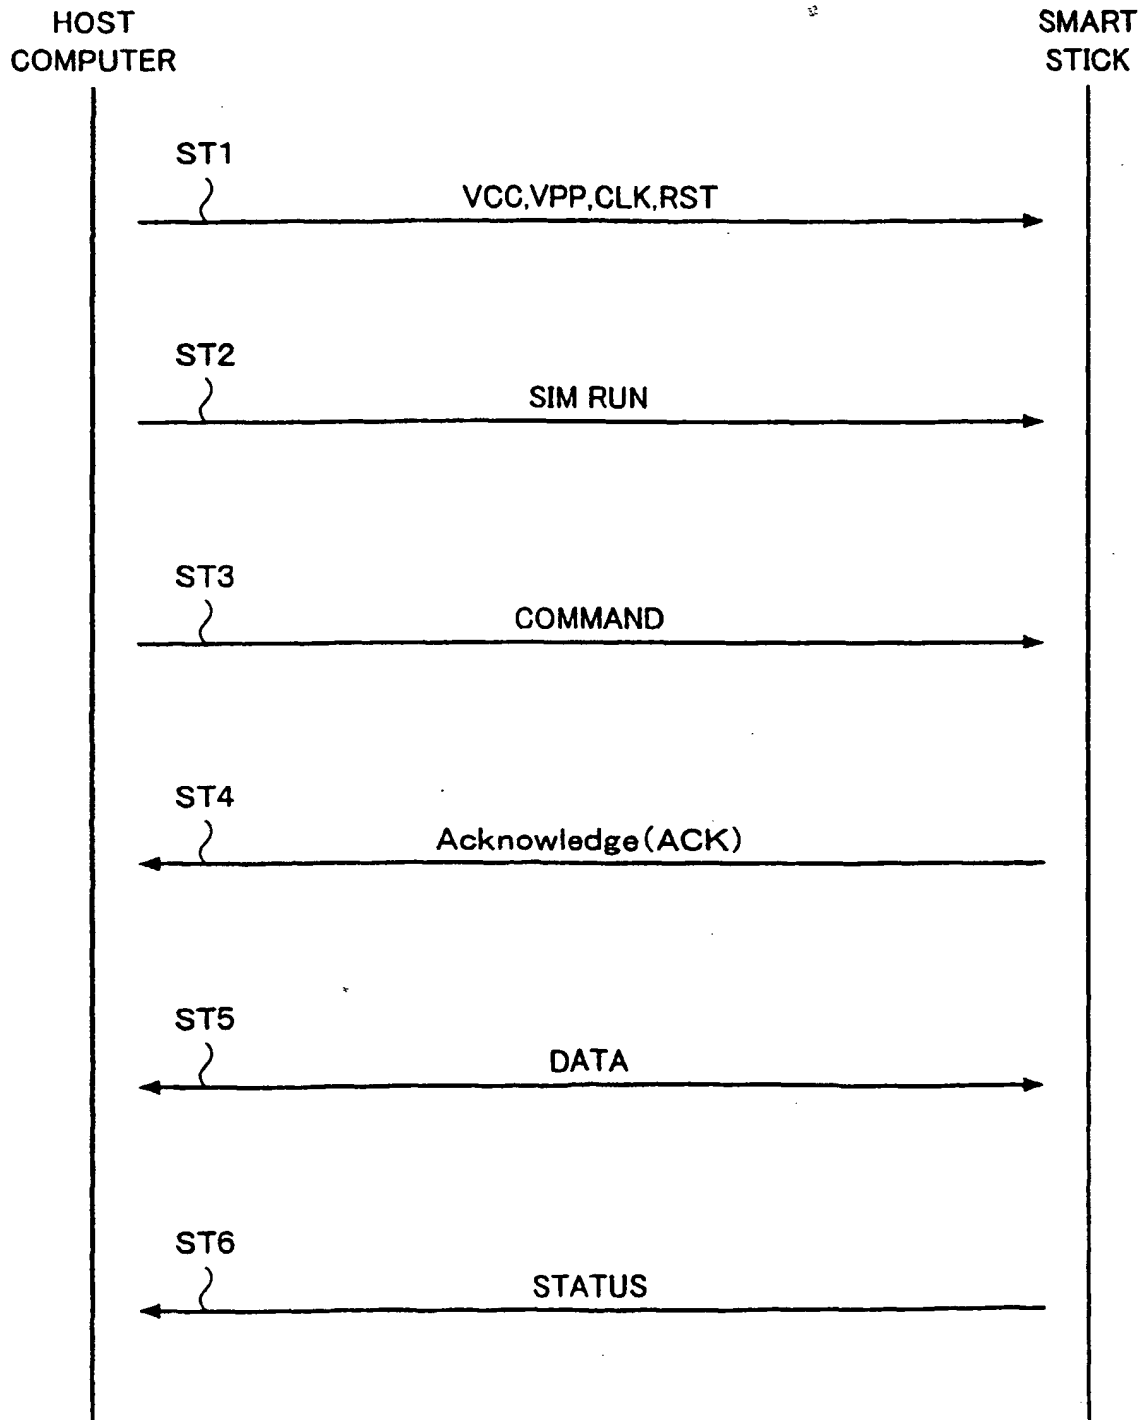 HOST
COMPUTER
SMART
STICK
ST1
VCC,VPP,CLK,RST
ST2
SIM RUN
ST3
COMMAND
ST4
Acknowledge(ACK)
ST5
DATA
ST6
STATUS